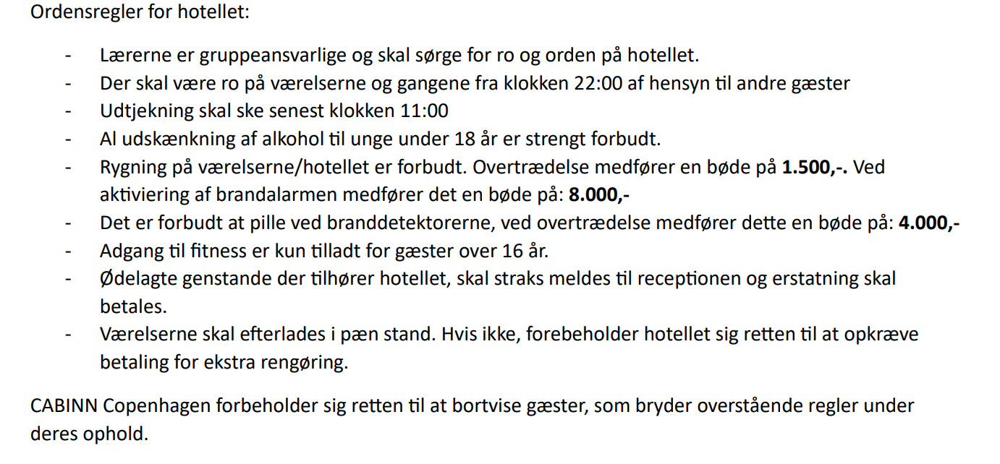 Ordensregler for hotellet:
- Lærerne er gruppeansvarlige og skal sørge for ro og orden på hotellet.
- Der skal være ro på værelserne og gangene fra klokken 22:00 af hensyn til andre gæster
- Udtjekning skal ske senest klokken 11:00
- Al udskænkning af alkohol til unge under 18 år er strengt forbudt.
- Rygning på værelserne/hotellet er forbudt. Overtrædelse medfører en bøde på 1.500,-. Ved
aktiviering af brandalarmen medfører det en bøde på: 8.000,-
- Det er forbudt at pille ved branddetektorerne, ved overtrædelse medfører dette en bøde på: 4.000,-
- Adgang til fitness er kun tilladt for gæster over 16 år.
- Ødelagte genstande der tilhører hotellet, skal straks meldes til receptionen og erstatning skal
betales.
- Værelserne skal efterlades i pæn stand. Hvis ikke, forebeholder hotellet sig retten til at opkræve
betaling for ekstra rengøring.
CABINN Copenhagen forbeholder sig retten til at bortvise gæster, som bryder overstående regler under
deres ophold.